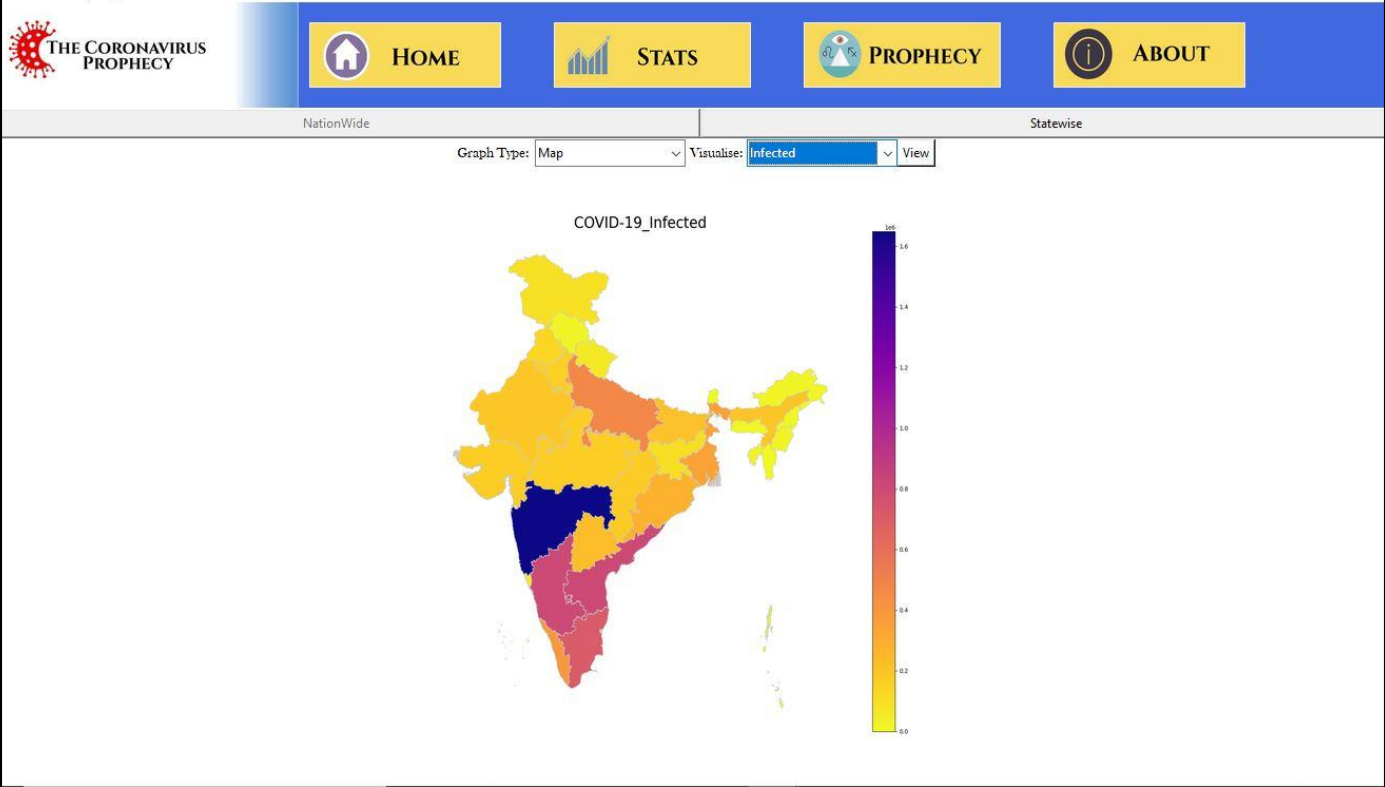 THE CORONAVIRUS
PROPHECY
HOME
STATS
PROPHECY
ABOUT
NationWide
Statewise
Graph Type: Map Visualise: Infected View
COVID-19_Infected
1e6
1.6
1.4
1.2
1.0
0.8
0.6
0.4
0.2
0.0